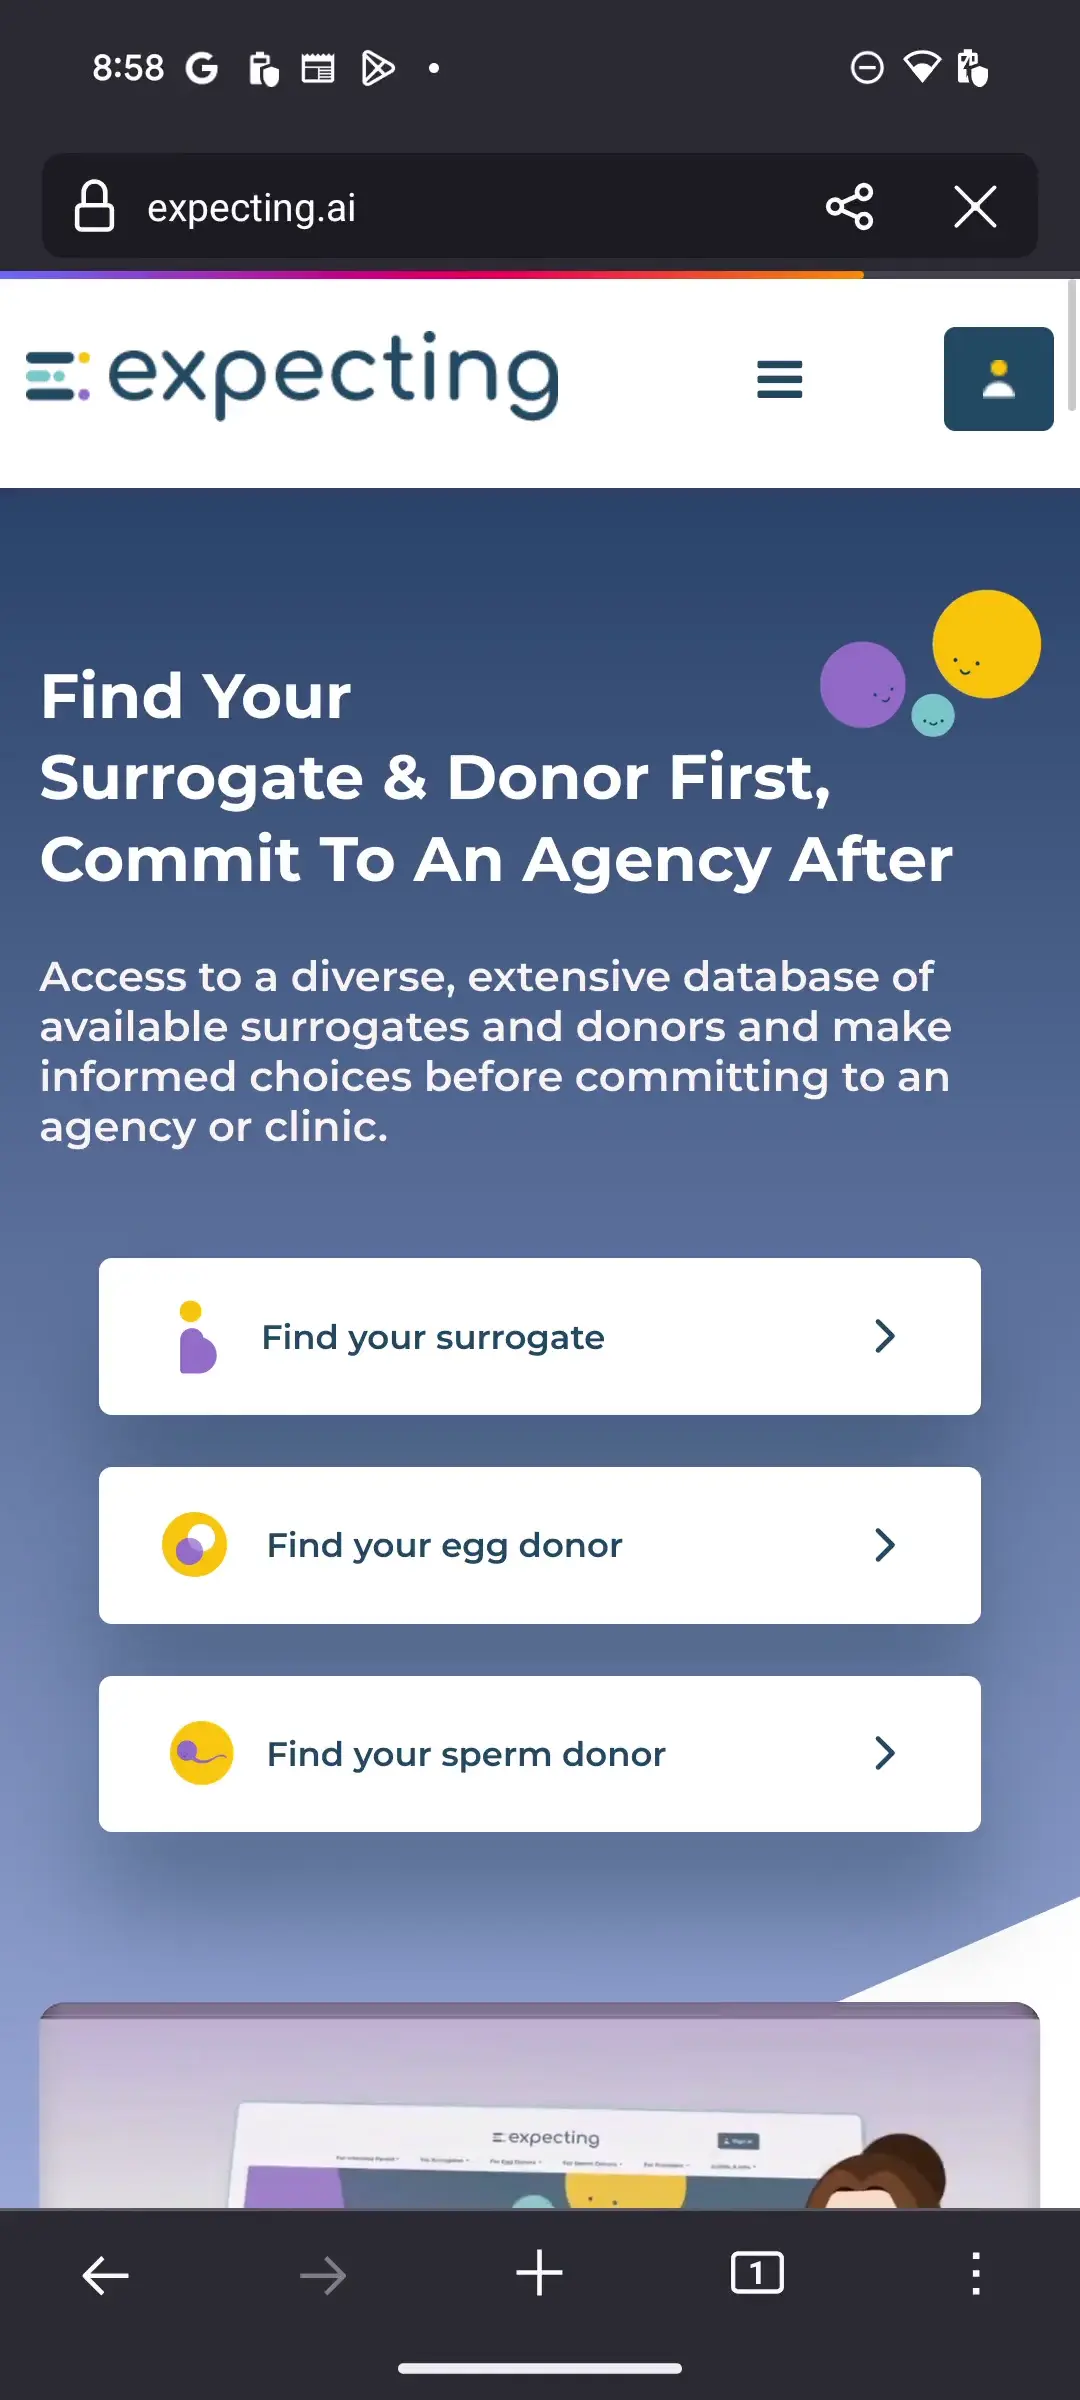 8:58
expecting.ai
expecting
Find Your
Surrogate & Donor First,
Commit To An Agency After
Access to a diverse, extensive database of
available surrogates and donors and make
informed choices before committing to an
agency or clinic.
Find your surrogate
Find your egg donor
Find your sperm donor
expecting
1